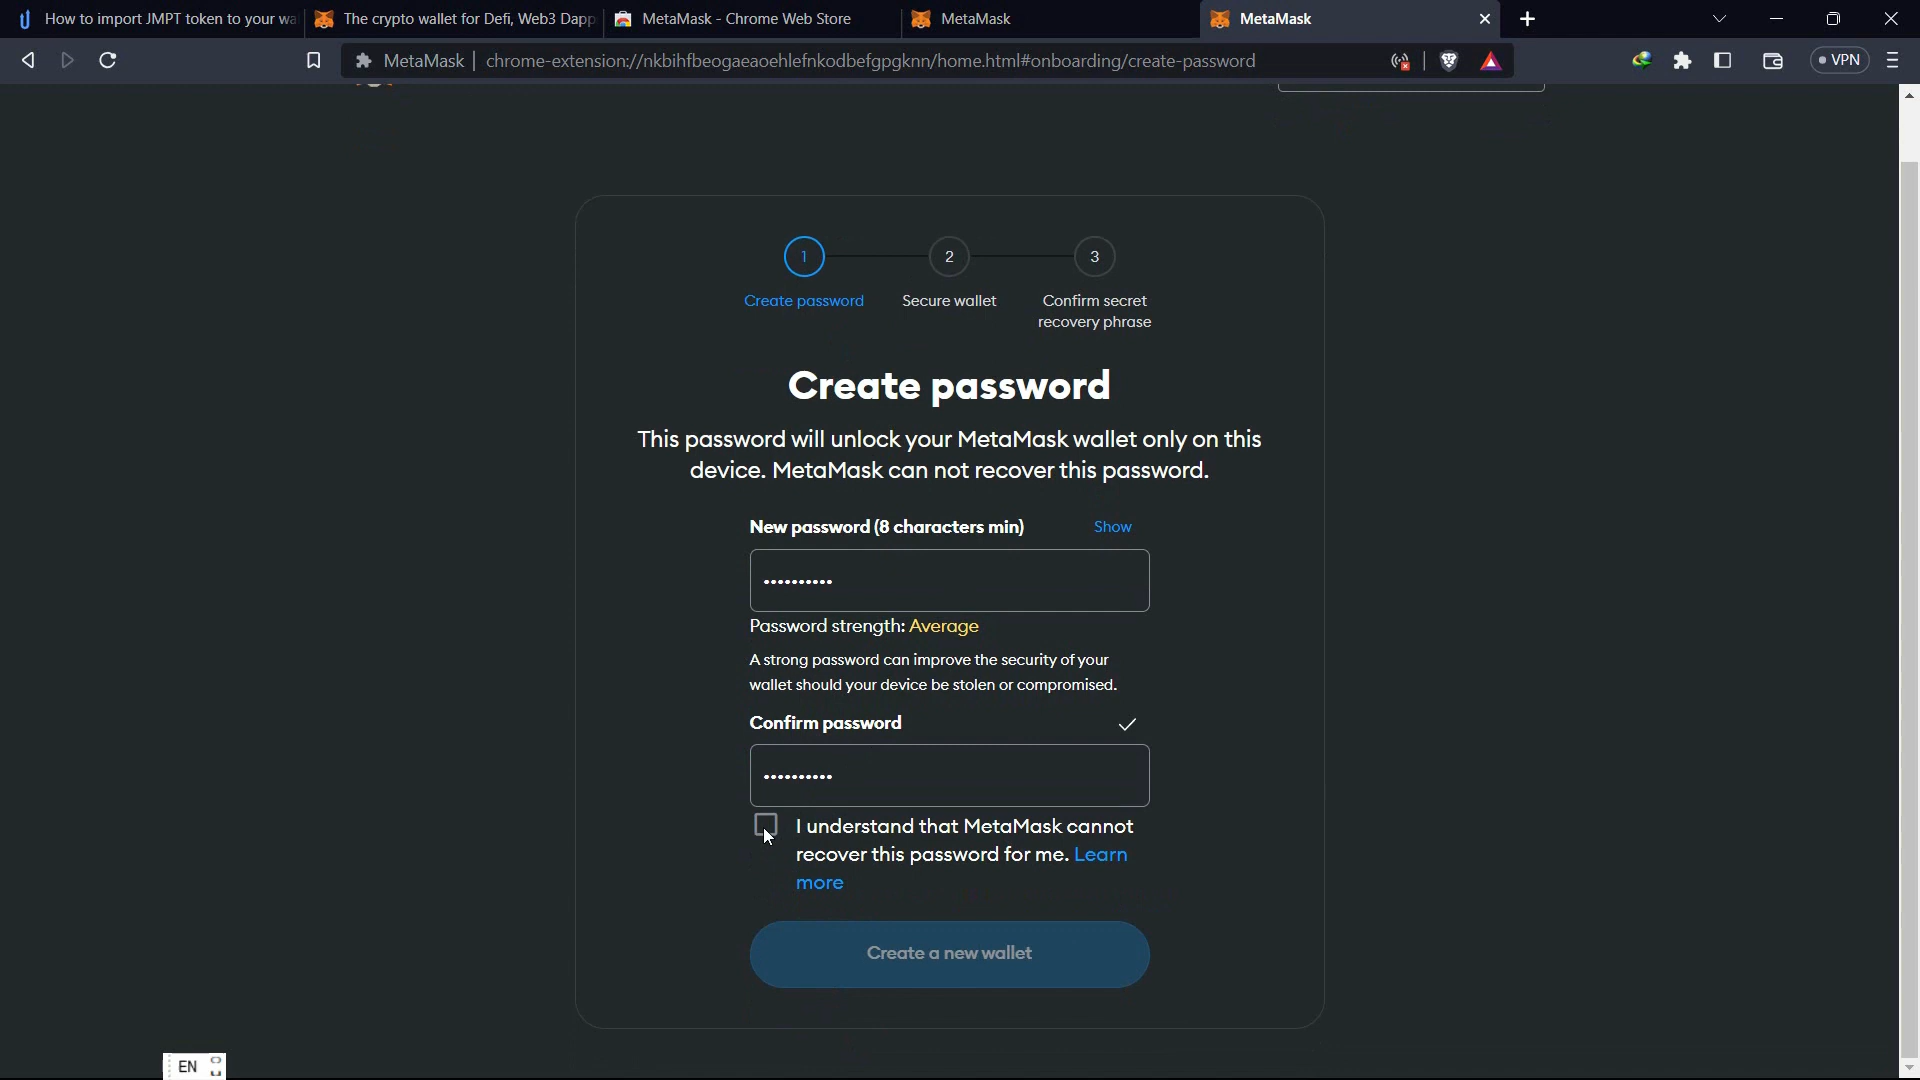 How to import JMPT token to your wa
The crypto wallet for Defi, Web3 Dapp
MetaMask - Chrome Web Store
MetaMask
MetaMask
MetaMask
chrome-extension://nkbihfbeogaeaoehlefnkodbefgpgknn/home.html#onboarding/create-password
VPN
1
2
3
Create password
Secure wallet
Confirm secret
recovery phrase
Create password
This password will unlock your MetaMask wallet only on this
device. MetaMask can not recover this password.
New password (8 characters min)
Show
••••••••••
Password strength: Average
A strong password can improve the security of your
wallet should your device be stolen or compromised.
Confirm password
••••••••••
I understand that MetaMask cannot
recover this password for me. Learn
more
Create a new wallet
EN